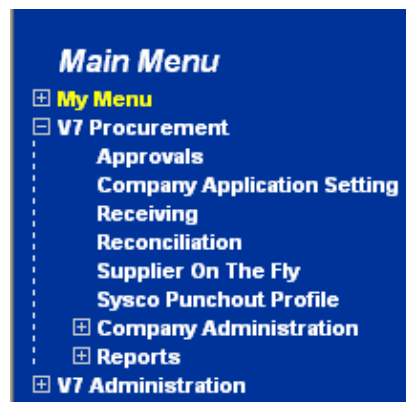 Main Menu
My Menu
V7 Procurement
Approvals
Company Application Setting
Receiving
Reconciliation
Supplier On The Fly
Sysco Punchout Profile
Company Administration
Reports
V7 Administration